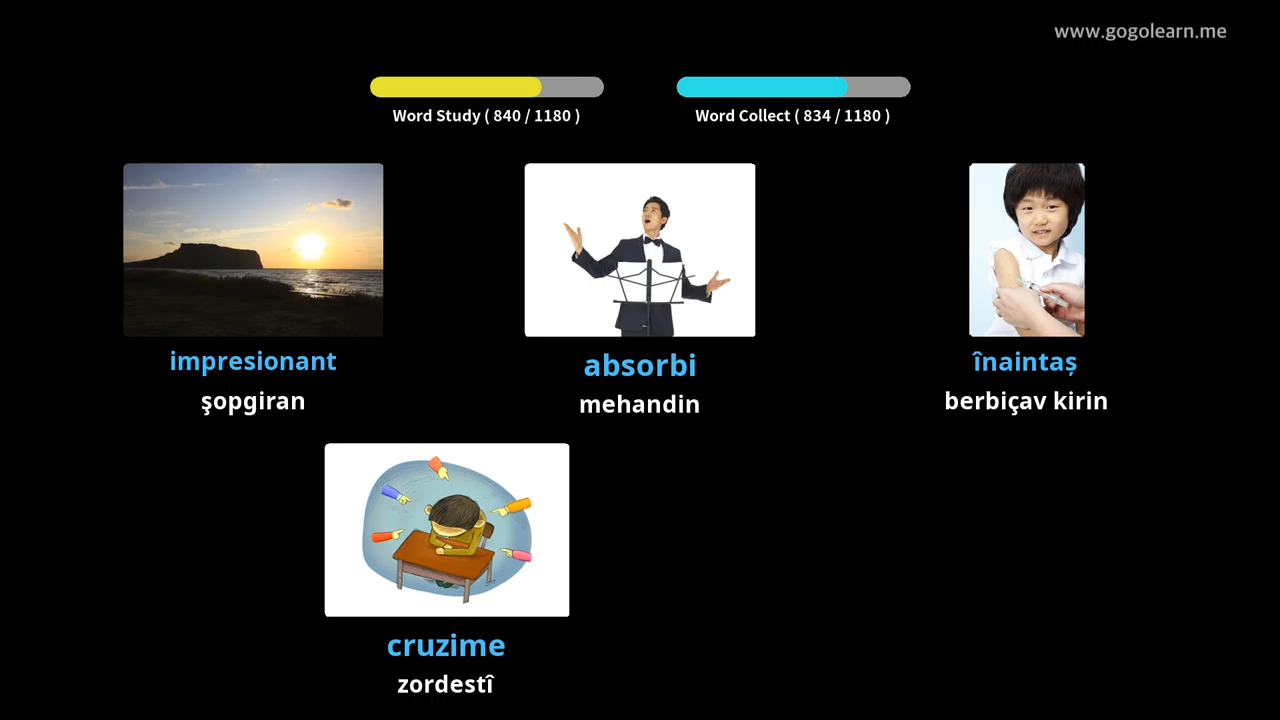 www.gogolearn.me
Word Study ( 840 / 1180 )
Word Collect ( 834 / 1180 )
impresionant
şopgiran
absorbi
mehandin
înaintaș
berbiçav kirin
cruzime
zordestî